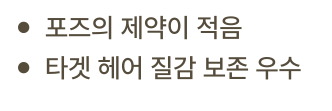 • 포즈의 제약이 적음
• 타겟 헤어 질감 보존 우수